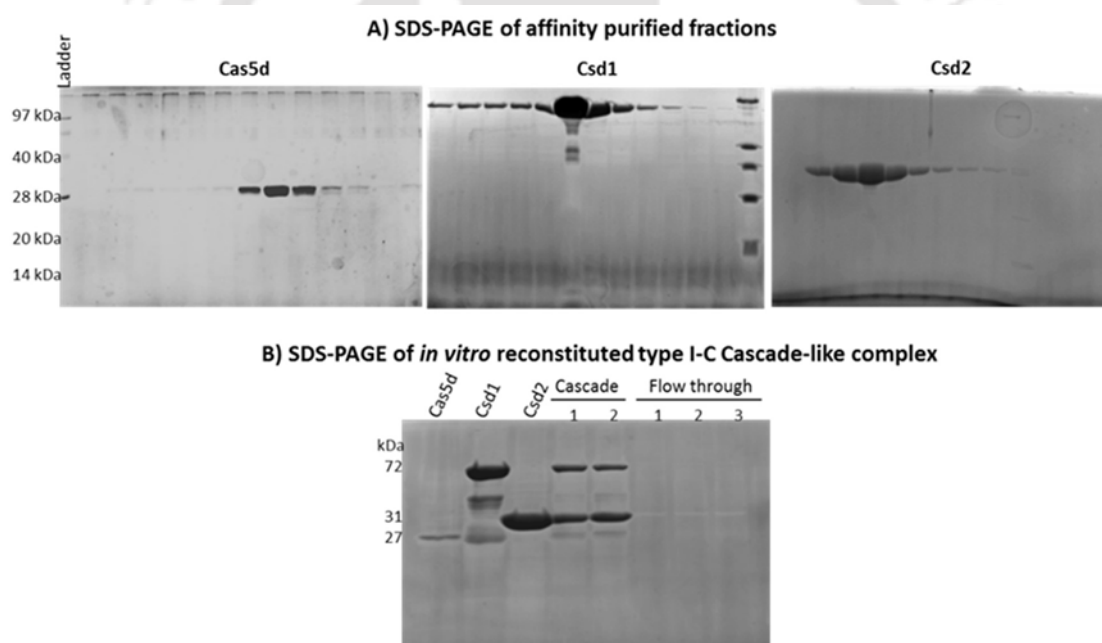 A) SDS-PAGE of affinity purified fractions
Ladder
Cas5d Csd1 Csd2
97 kDa
40 kDa
28 kDa
20 kDa
14 kDa
B) SDS-PAGE of in vitro reconstituted type I-C Cascade-like complex
Cas5d Csd1 Csd2 Cascade Flow through
1 2 1 2 3
kDa
72
31
27